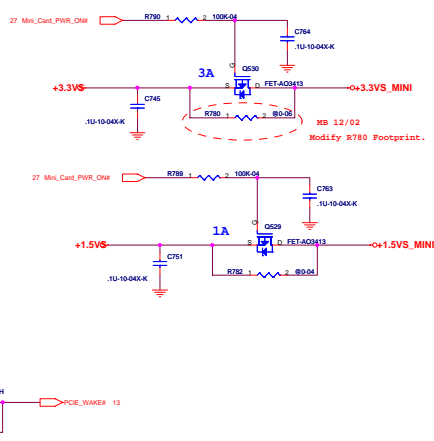 27 Mini_Card_PWR_ON#
R790 1 2 100K-04
C764
.1U-10-04X-K
G
Q530
3A
+3.3VS
S D FET-AO3413
+3.3VS_MINI
C745
.1U-10-04X-K
R780 1 2 @0-06
MB 12/02
Modify R780 Footprint.
27 Mini_Card_PWR_ON#
R789 1 2 100K-04
C763
.1U-10-04X-K
G
Q529
1A
+1.5VS
S D FET-AO3413
+1.5VS_MINI
C751
.1U-10-04X-K
R782 1 2 @0-04
H
PCIE_WAKE# 13